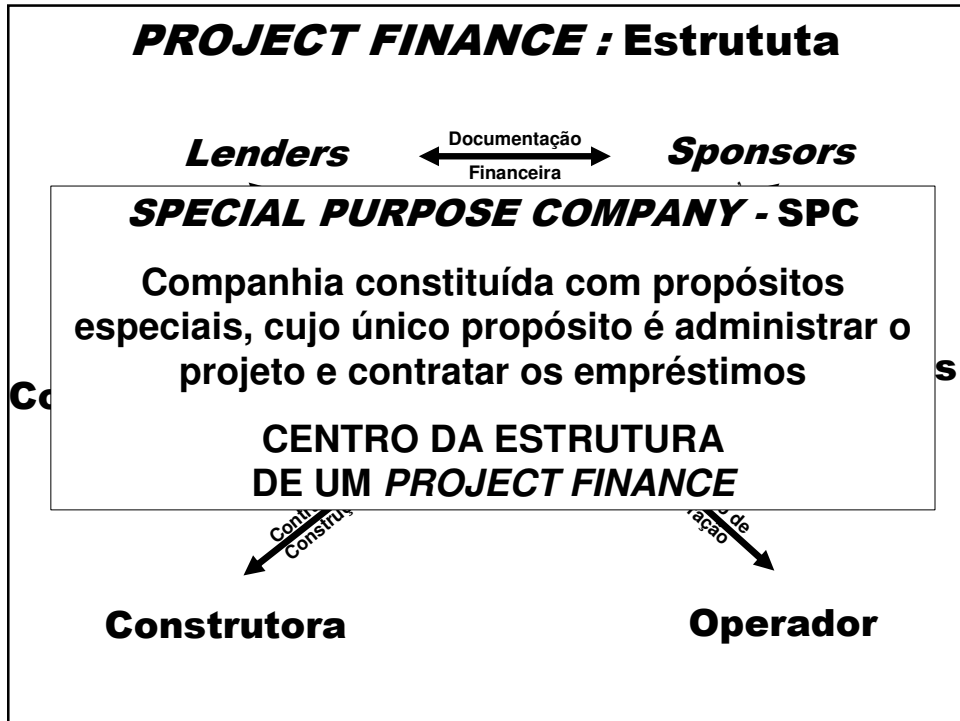 PROJECT FINANCE : Estrututa
Documentação
Lenders
Sponsors
Financeira
SPECIAL PURPOSE COMPANY - SPC
Companhia constituída com propósitos
especiais, cujo único propósito é administrar o
projeto e contratar os empréstimos
CENTRO DA ESTRUTURA
DE UM PROJECT FINANCE
Construtora
Operador